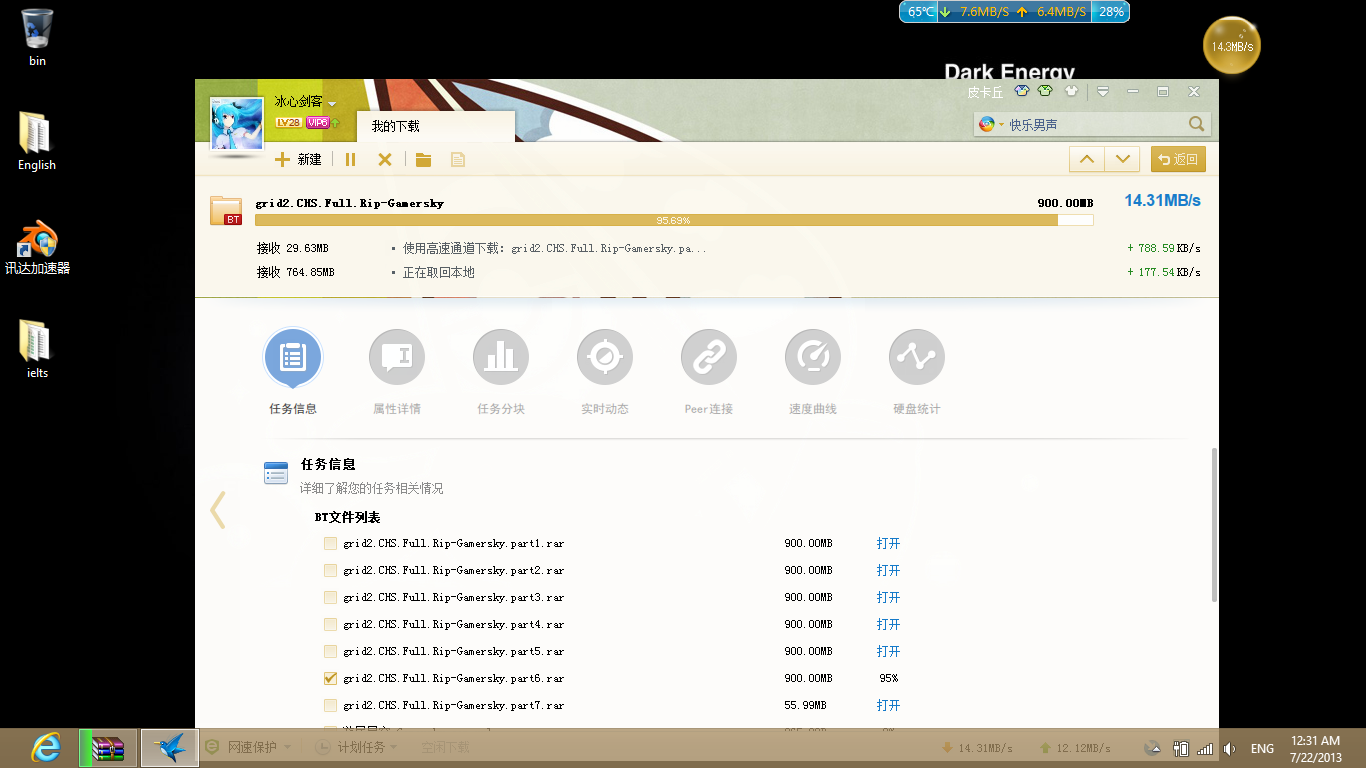 65℃ 7.6MB/S 6.4MB/S 28%
14.3MB/s
bin
English
讯达加速器
ielts
Dark Energy
冰心剑客
LV28 VIP6
皮卡丘
我的下载
快乐男声
新建
返回
BT
grid2.CHS.Full.Rip-Gamersky 900.00MB 14.31MB/s
95.69%
接收 29.63MB • 使用高速通道下载: grid2.CHS.Full.Rip-Gamersky.pa... + 788.59KB/s
接收 764.85MB • 正在取回本地 + 177.54KB/s
任务信息 属性详情 任务分块 实时动态 Peer连接 速度曲线 硬盘统计
任务信息
详细了解您的任务相关情况
BT文件列表
grid2.CHS.Full.Rip-Gamersky.part1.rar 900.00MB 打开
grid2.CHS.Full.Rip-Gamersky.part2.rar 900.00MB 打开
grid2.CHS.Full.Rip-Gamersky.part3.rar 900.00MB 打开
grid2.CHS.Full.Rip-Gamersky.part4.rar 900.00MB 打开
grid2.CHS.Full.Rip-Gamersky.part5.rar 900.00MB 打开
grid2.CHS.Full.Rip-Gamersky.part6.rar 900.00MB 95%
grid2.CHS.Full.Rip-Gamersky.part7.rar 55.99MB 打开
网速保护 计划任务 空闲下载 14.31MB/s 12.12MB/s
ENG
12:31 AM
7/22/2013